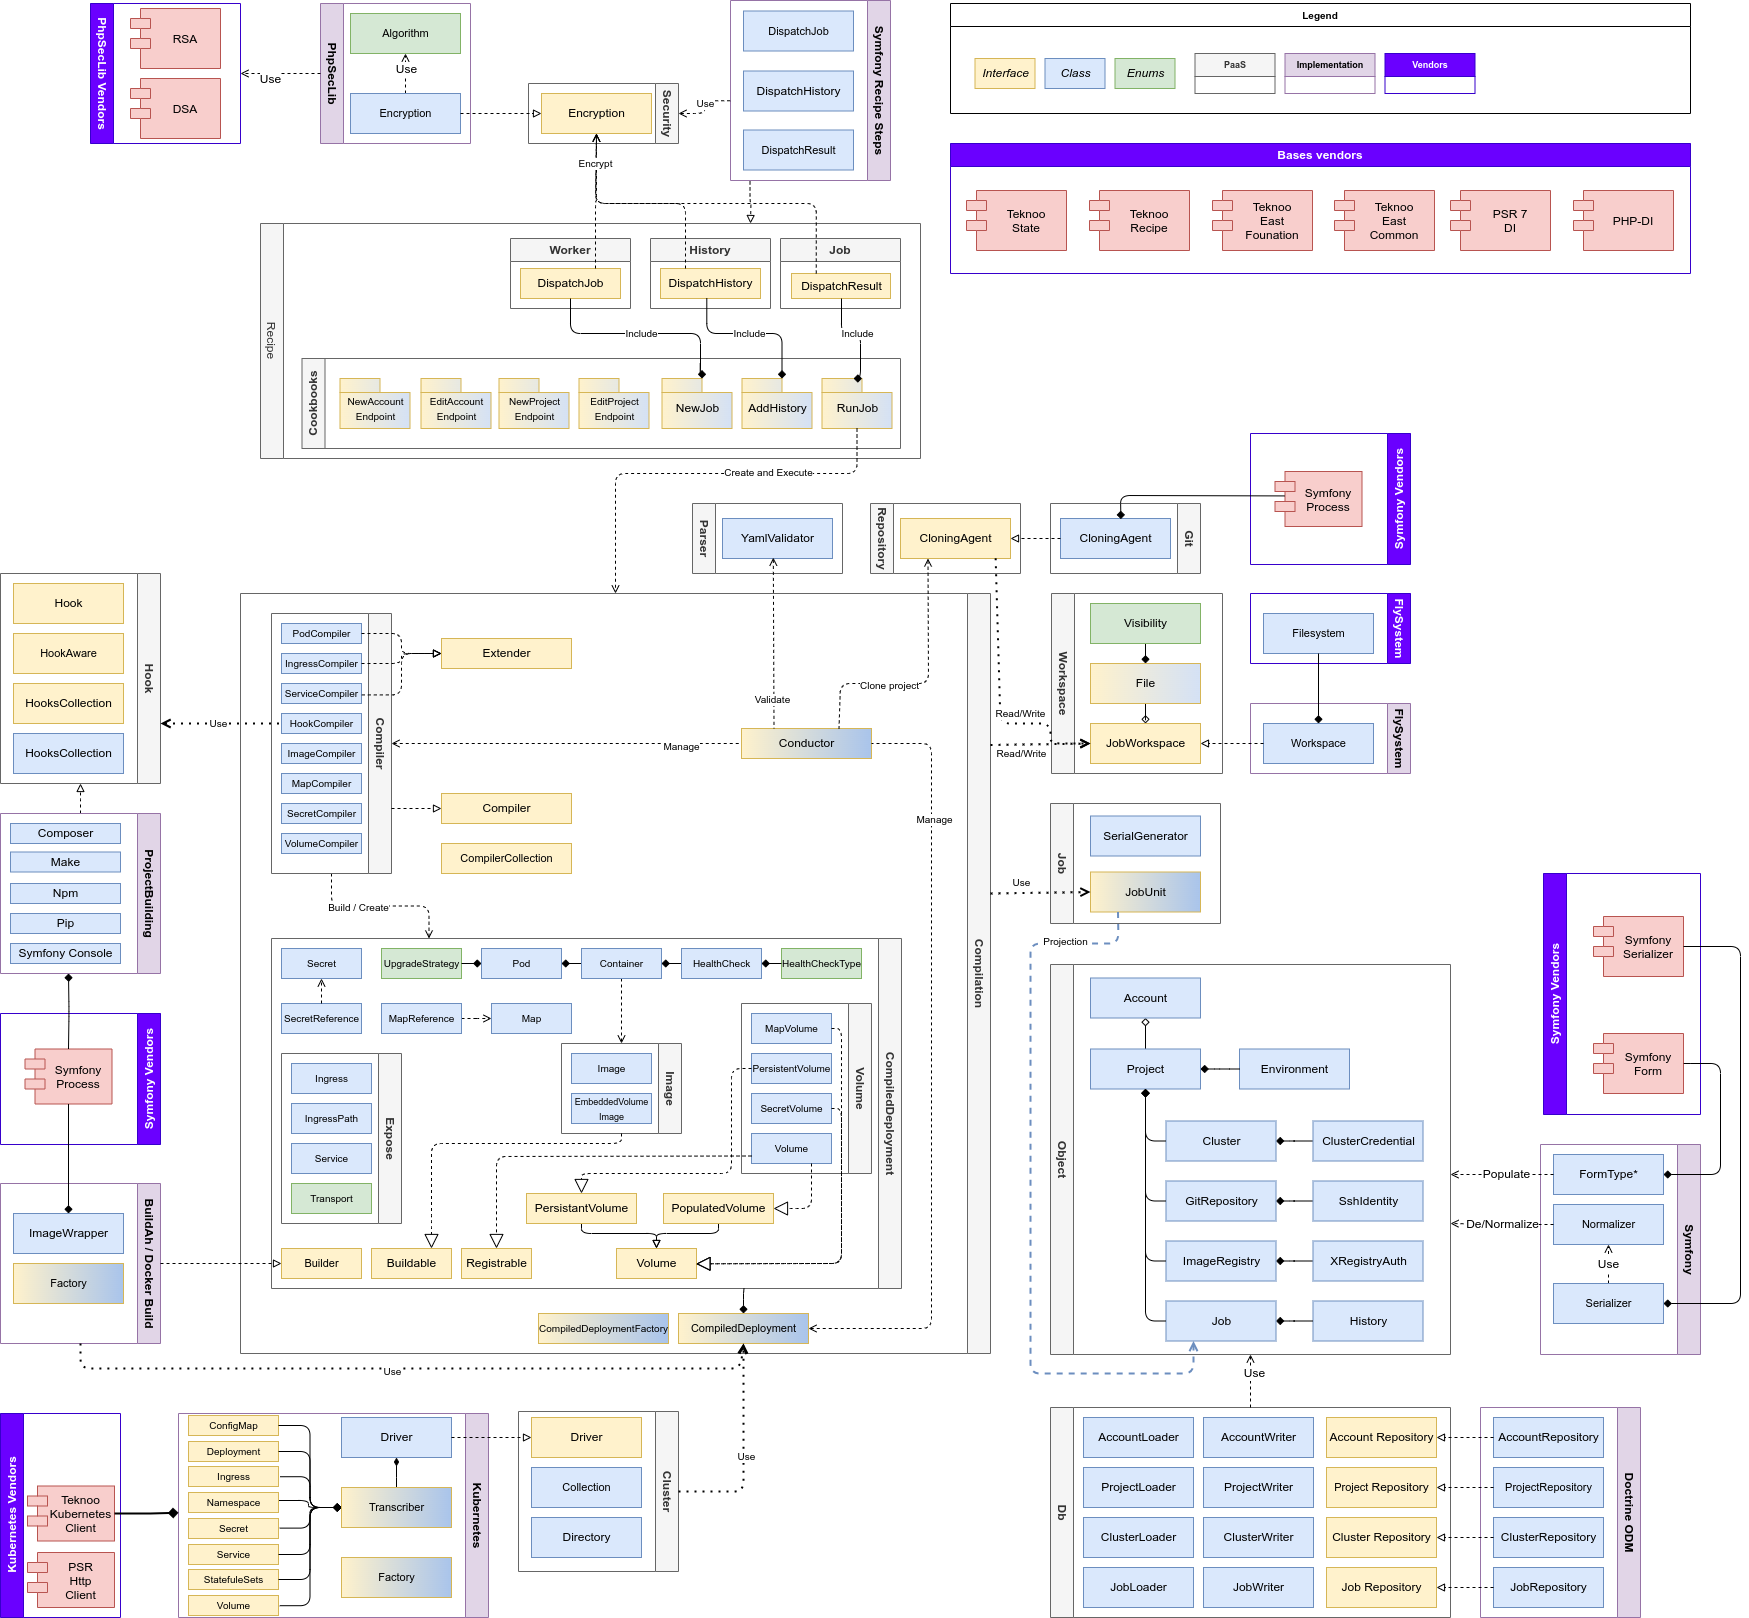 PhpSecLib Vendors
RSA
DSA
Use
PhpSecLib
Algorithm
Use
Encryption
Encryption
Security
Use
Encrypt
DispatchJob
DispatchHistory
DispatchResult
Symfony Recipe Steps
Legend
Interface
Class
Enums
PaaS
Implementation
Vendors
Bases vendors
Teknoo
State
Teknoo
Recipe
Teknoo
East
Founation
Teknoo
East
Common
PSR 7
DI
PHP-DI
Recipe
Worker
DispatchJob
History
DispatchHistory
Job
DispatchResult
Include
Include
Include
Cookbooks
NewAccount
Endpoint
EditAccount
Endpoint
NewProject
Endpoint
EditProject
Endpoint
NewJob
AddHistory
RunJob
Create and Execute
Parser
YamlValidator
Repository
CloningAgent
CloningAgent
Git
Symfony
Process
Symfony Vendors
Hook
HookAware
HooksCollection
HooksCollection
Hook
Use
PodCompiler
IngressCompiler
ServiceCompiler
HookCompiler
ImageCompiler
MapCompiler
SecretCompiler
VolumeCompiler
Compiler
Extender
Compiler
CompilerCollection
Validate
Clone project
Conductor
Manage
Manage
Compilation
Read/Write
Read/Write
Workspace
Visibility
File
JobWorkspace
Filesystem
FlySystem
Workspace
FlySystem
Job
SerialGenerator
JobUnit
Use
Projection
Composer
Make
Npm
Pip
Symfony Console
ProjectBuilding
Symfony
Process
Symfony Vendors
ImageWrapper
Factory
BuildAh / Docker Build
Build / Create
Secret
UpgradeStrategy
Pod
Container
HealthCheck
HealthCheckType
SecretReference
MapReference
Map
Ingress
IngressPath
Service
Transport
Expose
Image
EmbeddedVolume
Image
Image
MapVolume
PersistentVolume
SecretVolume
Volume
Volume
CompiledDeployment
PersistantVolume
PopulatedVolume
Builder
Buildable
Registrable
Volume
CompiledDeploymentFactory
CompiledDeployment
Use
Use
Object
Account
Project
Environment
Cluster
ClusterCredential
GitRepository
SshIdentity
ImageRegistry
XRegistryAuth
Job
History
Symfony Vendors
Symfony
Serializer
Symfony
Form
Populate
De/Normalize
FormType*
Normalizer
Use
Serializer
Symfony
Use
Kubernetes Vendors
Teknoo
Kubernetes
Client
PSR
Http
Client
ConfigMap
Deployment
Ingress
Namespace
Secret
Service
StatefuleSets
Volume
Driver
Transcriber
Factory
Kubernetes
Driver
Collection
Directory
Cluster
Db
AccountLoader
AccountWriter
Account Repository
ProjectLoader
ProjectWriter
Project Repository
ClusterLoader
ClusterWriter
Cluster Repository
JobLoader
JobWriter
Job Repository
AccountRepository
ProjectRepository
ClusterRepository
JobRepository
Doctrine ODM